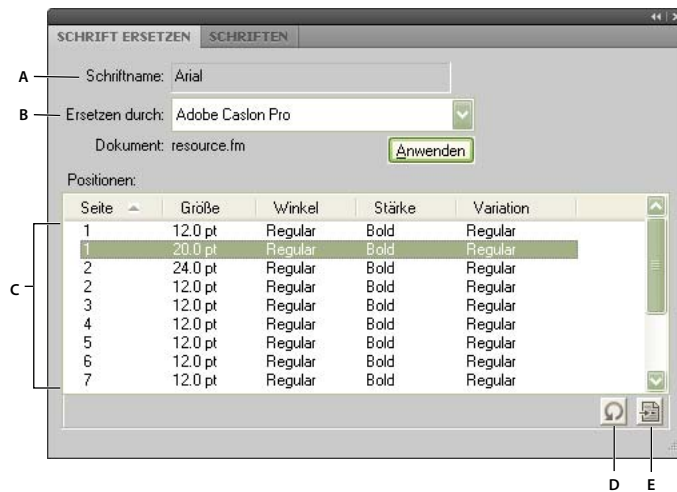 SCHRIFT ERSETZEN SCHRIFTEN
A Schriftname: Arial
B Ersetzen durch: Adobe Caslon Pro
Dokument: resource.fm Anwenden
Positionen:
Seite Größe Winkel Stärke Variation
1 12.0 pt Regular Bold Regular
1 20.0 pt Regular Bold Regular
2 24.0 pt Regular Bold Regular
C 2 12.0 pt Regular Bold Regular
3 12.0 pt Regular Bold Regular
4 12.0 pt Regular Bold Regular
5 12.0 pt Regular Bold Regular
6 12.0 pt Regular Bold Regular
7 12.0 pt Regular Bold Regular
D E